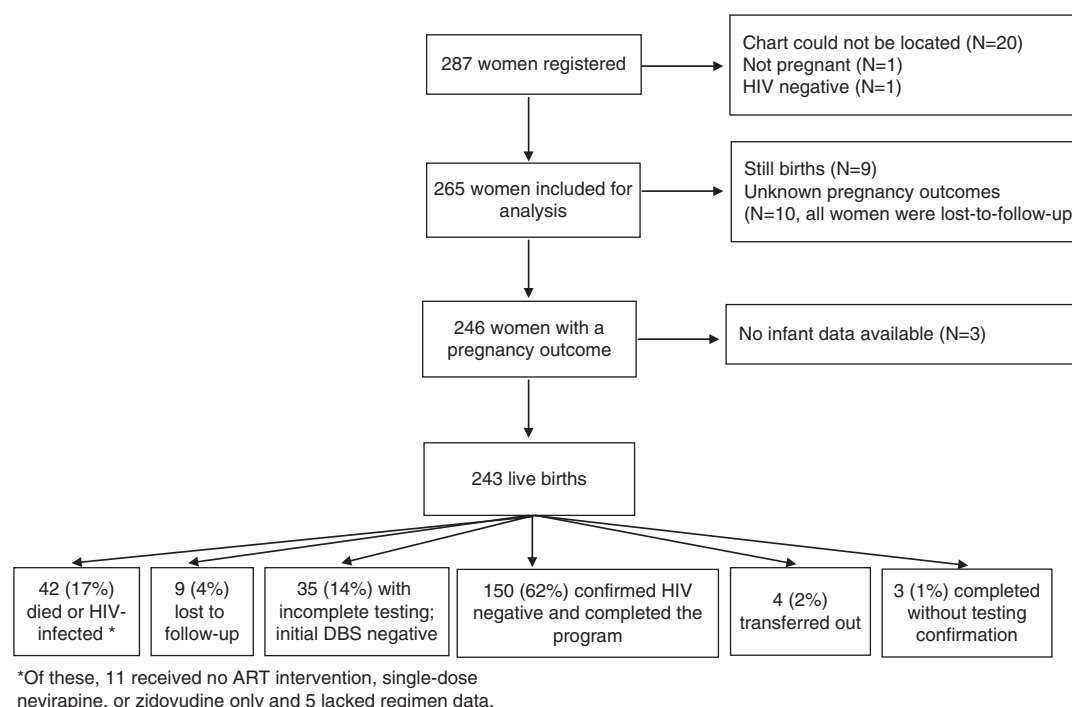 287 women registered
Chart could not be located (N=20)
Not pregnant (N=1)
HIV negative (N=1)
265 women included for
analysis
Still births (N=9)
Unknown pregnancy outcomes
(N=10, all women were lost-to-follow-up
246 women with a
pregnancy outcome
No infant data available (N=3)
243 live births
42 (17%)
died or HIV-
infected *
9 (4%)
lost to
follow-up
35 (14%) with
incomplete testing;
initial DBS negative
150 (62%) confirmed HIV
negative and completed the
program
4 (2%)
transferred out
3 (1%) completed
without testing
confirmation
*Of these, 11 received no ART intervention, single-dose
nevirapine, or zidovudine only and 5 lacked regimen data.